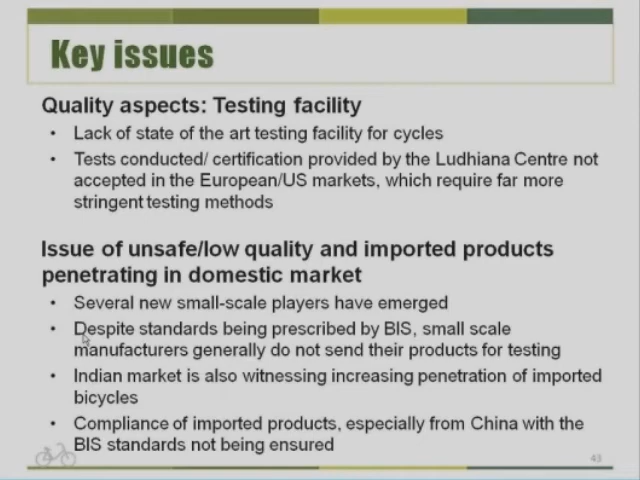 Key issues
Quality aspects: Testing facility
• Lack of state of the art testing facility for cycles
• Tests conducted/ certification provided by the Ludhiana Centre not
accepted in the European/US markets, which require far more
stringent testing methods
Issue of unsafe/low quality and imported products
penetrating in domestic market
• Several new small-scale players have emerged
• Despite standards being prescribed by BIS, small scale
manufacturers generally do not send their products for testing
• Indian market is also witnessing increasing penetration of imported
bicycles
• Compliance of imported products, especially from China with the
BIS standards not being ensured
43